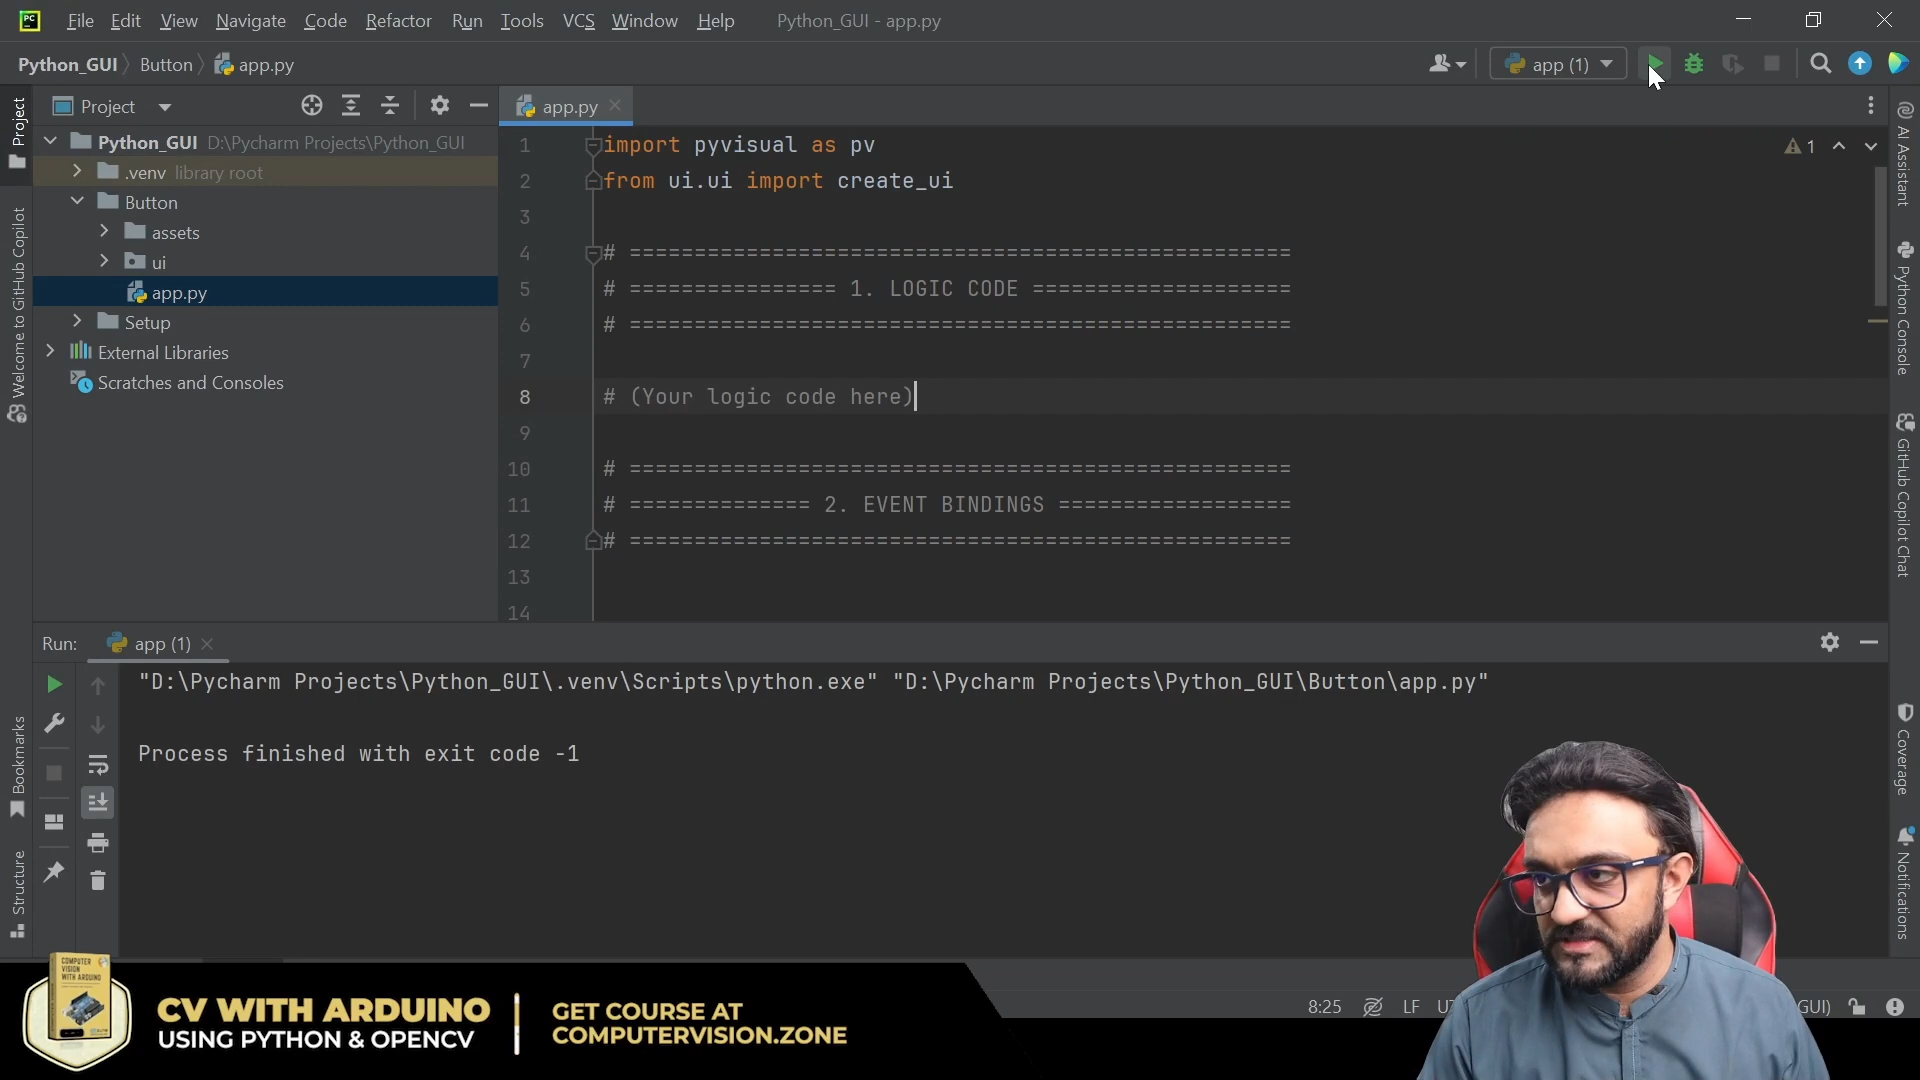 PC File Edit View Navigate Code Refactor Run Tools VCS Window Help Python_GUI - app.py
Python_GUI Button app.py app (1)
Project
app.py
Python_GUI D:\Pycharm Projects\Python_GUI
.venv library root
Button
assets
ui
app.py
Setup
External Libraries
Scratches and Consoles
Project
Welcome to GitHub Copilot
Bookmarks
Structure
1 import pyvisual as pv
2 from ui.ui import create_ui
3
4 # ===================================================
5 # ================ 1. LOGIC CODE ====================
6 # ===================================================
7
8 # (Your logic code here)
9
10 # ===================================================
11 # ============== 2. EVENT BINDINGS ==================
12 # ===================================================
13
14
1
AI Assistant
Python Console
GitHub Copilot Chat
Coverage
Notifications
Run: app (1)
"D:\Pycharm Projects\Python_GUI\.venv\Scripts\python.exe" "D:\Pycharm Projects\Python_GUI\Button\app.py"
Process finished with exit code -1
8:25 LF GUI)
COMPUTER
VISION
WITH ARDUINO
CV WITH ARDUINO
USING PYTHON & OPENCV
GET COURSE AT
COMPUTERVISION.ZONE